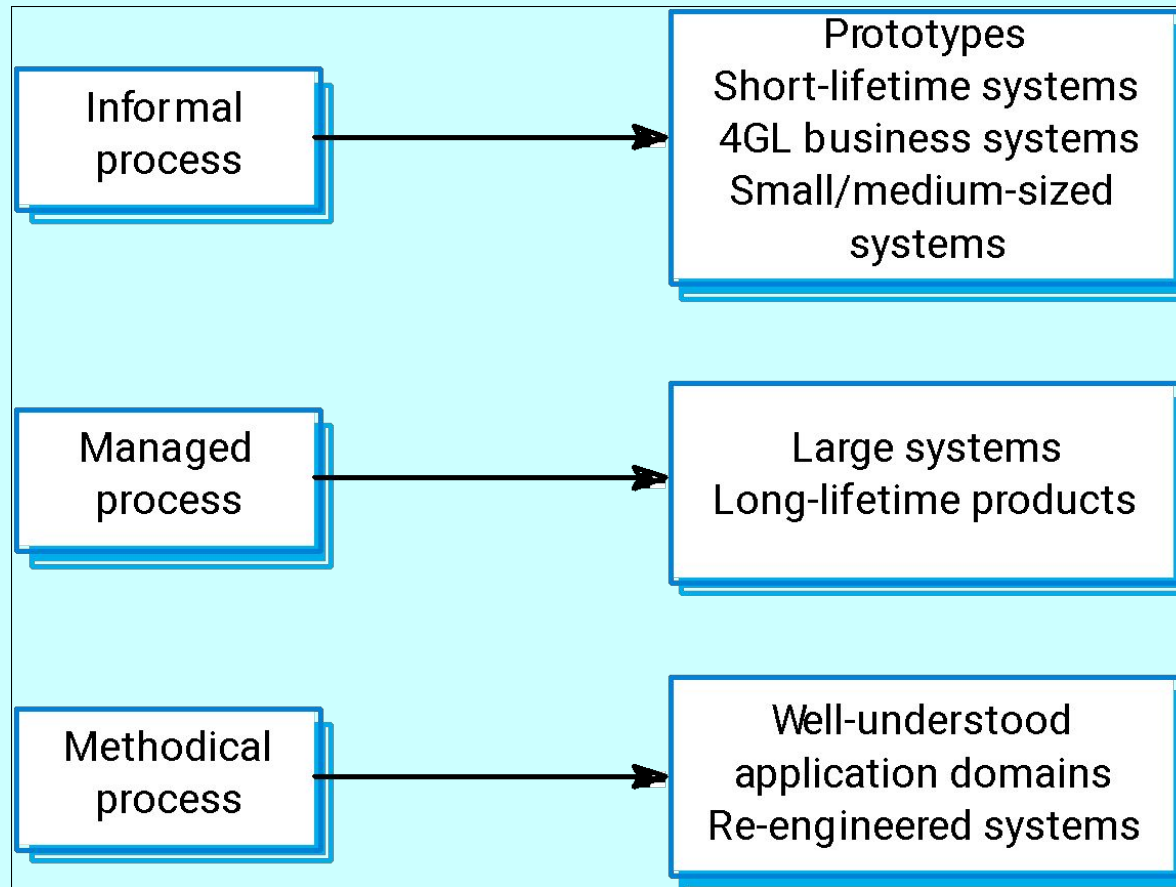 Informal
process
Prototypes
Short-lifetime systems
4GL business systems
Small/medium-sized
systems
Managed
process
Large systems
Long-lifetime products
Methodical
process
Well-understood
application domains
Re-engineered systems